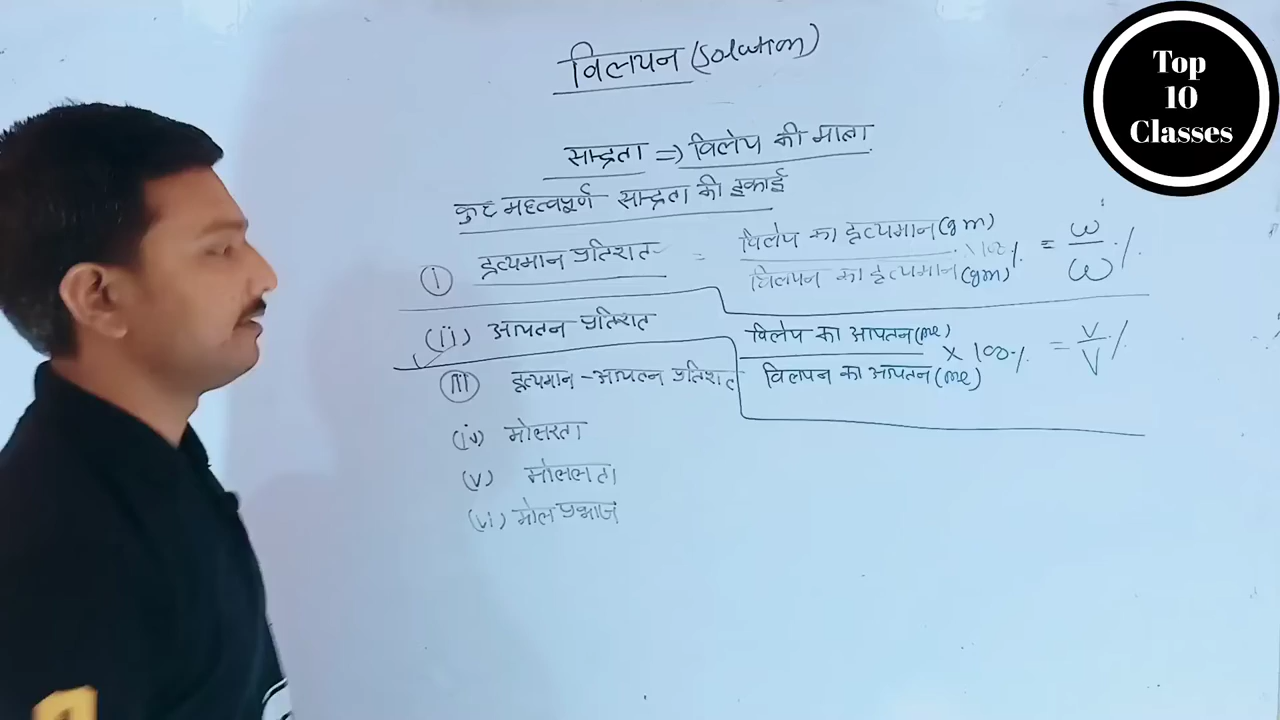 विलयन (Solution)
सान्द्रता => विलेय की मात्रा
कुछ महत्वपूर्ण सान्द्रता की इकाई
(I) द्रव्यमान प्रतिशत = विलेय का द्रव्यमान (gm)
विलयन का द्रव्यमान (gm) × 100 % = w/w %
(ii) आयतन प्रतिशत विलेय का आयतन (ml)
विलयन का आयतन (ml) × 100 % = v/V %
(III) द्रव्यमान - आयतन प्रतिशत
(iv) मोलरता
(v) मोललता
(vi) मोल प्रभाज
Top
10
Classes